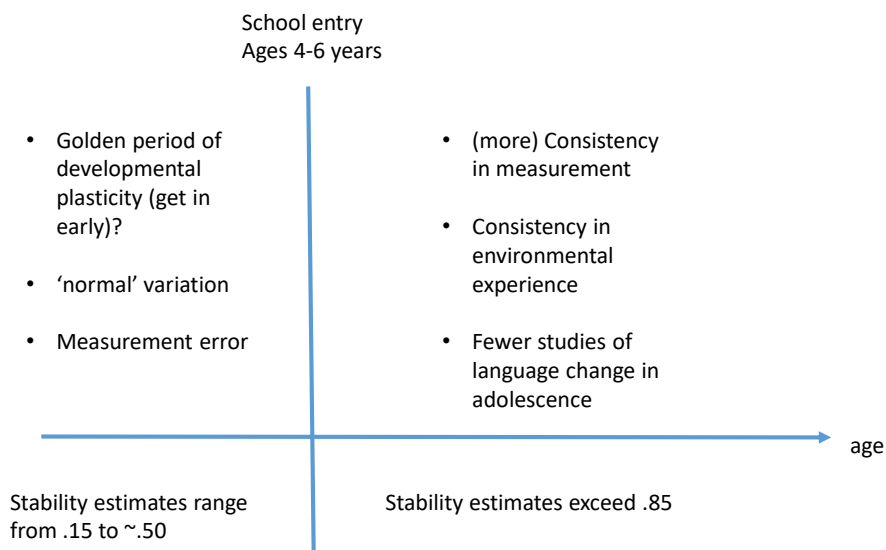 School entry
Ages 4-6 years
• Golden period of
developmental
plasticity (get in
early)?
• ‘normal’ variation
• Measurement error
• (more) Consistency
in measurement
• Consistency in
environmental
experience
• Fewer studies of
language change in
adolescence
age
Stability estimates range
from .15 to ~.50
Stability estimates exceed .85